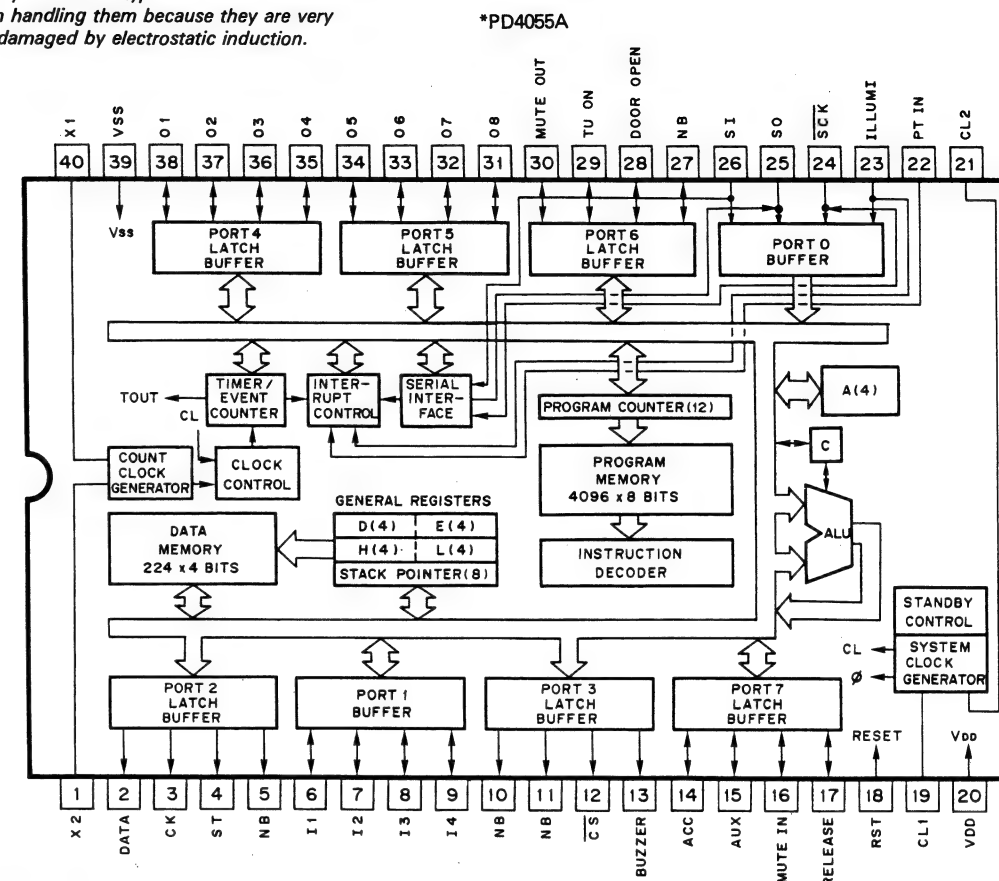 n handling them because they are very
damaged by electrostatic induction.
*PD4055A
X1
VSS
O1
O2
O3
O4
O5
O6
O7
O8
MUTE OUT
TU ON
DOOR OPEN
NB
SI
SO
SCK
ILLUMI
PT IN
CL2
40 39 38 37 36 35 34 33 32 31 30 29 28 27 26 25 24 23 22 21
Vss
PORT 4
LATCH
BUFFER
PORT 5
LATCH
BUFFER
PORT 6
LATCH
BUFFER
PORT 0
BUFFER
TOUT
CL
TIMER/
EVENT
COUNTER
INTER-
RUPT
CONTROL
SERIAL
INTER-
FACE
PROGRAM COUNTER(12)
A(4)
C
COUNT
CLOCK
GENERATOR
CLOCK
CONTROL
PROGRAM
MEMORY
4096 x 8 BITS
ALU
GENERAL REGISTERS
D(4) E(4)
H(4) L(4)
STACK POINTER(8)
DATA
MEMORY
224 x 4 BITS
INSTRUCTION
DECODER
STANDBY
CONTROL
SYSTEM
CLOCK
GENERATOR
CL
Ø
PORT 2
LATCH
BUFFER
PORT 1
BUFFER
PORT 3
LATCH
BUFFER
PORT 7
LATCH
BUFFER
RESET
VDD
1 2 3 4 5 6 7 8 9 10 11 12 13 14 15 16 17 18 19 20
X2
DATA
CK
ST
NB
I1
I2
I3
I4
NB
NB
CS
BUZZER
ACC
AUX
MUTE IN
RELEASE
RST
CL1
VDD